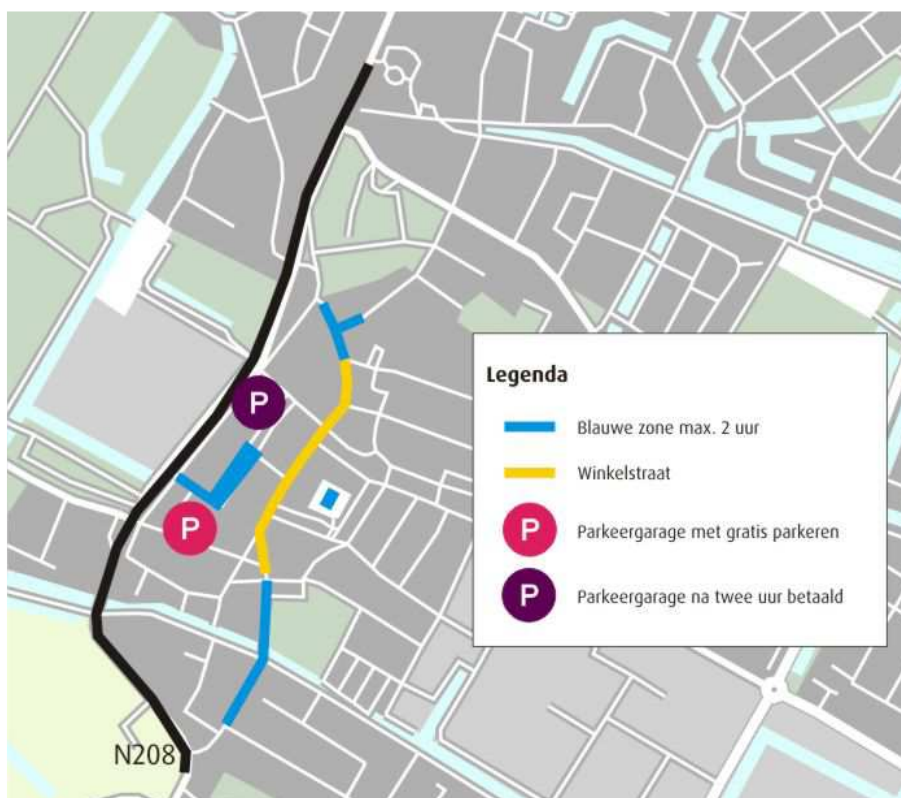 P
P
N208
Legenda
Blauwe zone max. 2 uur
Winkelstraat
P Parkeergarage met gratis parkeren
P Parkeergarage na twee uur betaald